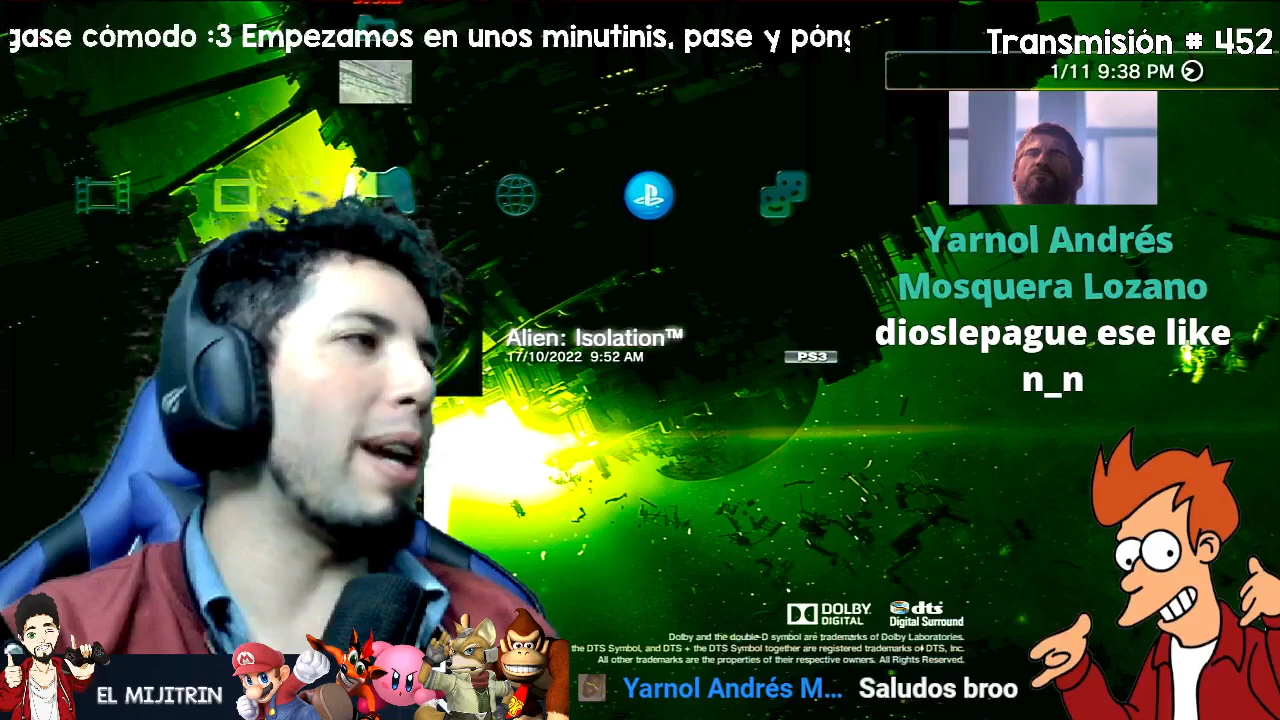 gase cómodo :3 Empezamos en unos minutinis, pase y póng
Transmisión # 452
1/11 9:38 PM
Yarnol Andrés
Mosquera Lozano
dioslepague ese like
n_n
Alien: Isolation™
17/10/2022 9:52 AM
PS3
DOLBY DIGITAL
dts Digital Surround
Dolby and the double-D symbol are trademarks of Dolby Laboratories.
the DTS Symbol, and DTS + the DTS Symbol together are registered trademarks of DTS, Inc.
All other trademarks are the properties of their respective owners. All Rights Reserved.
EL MIJITRIN
Yarnol Andrés M... Saludos broo